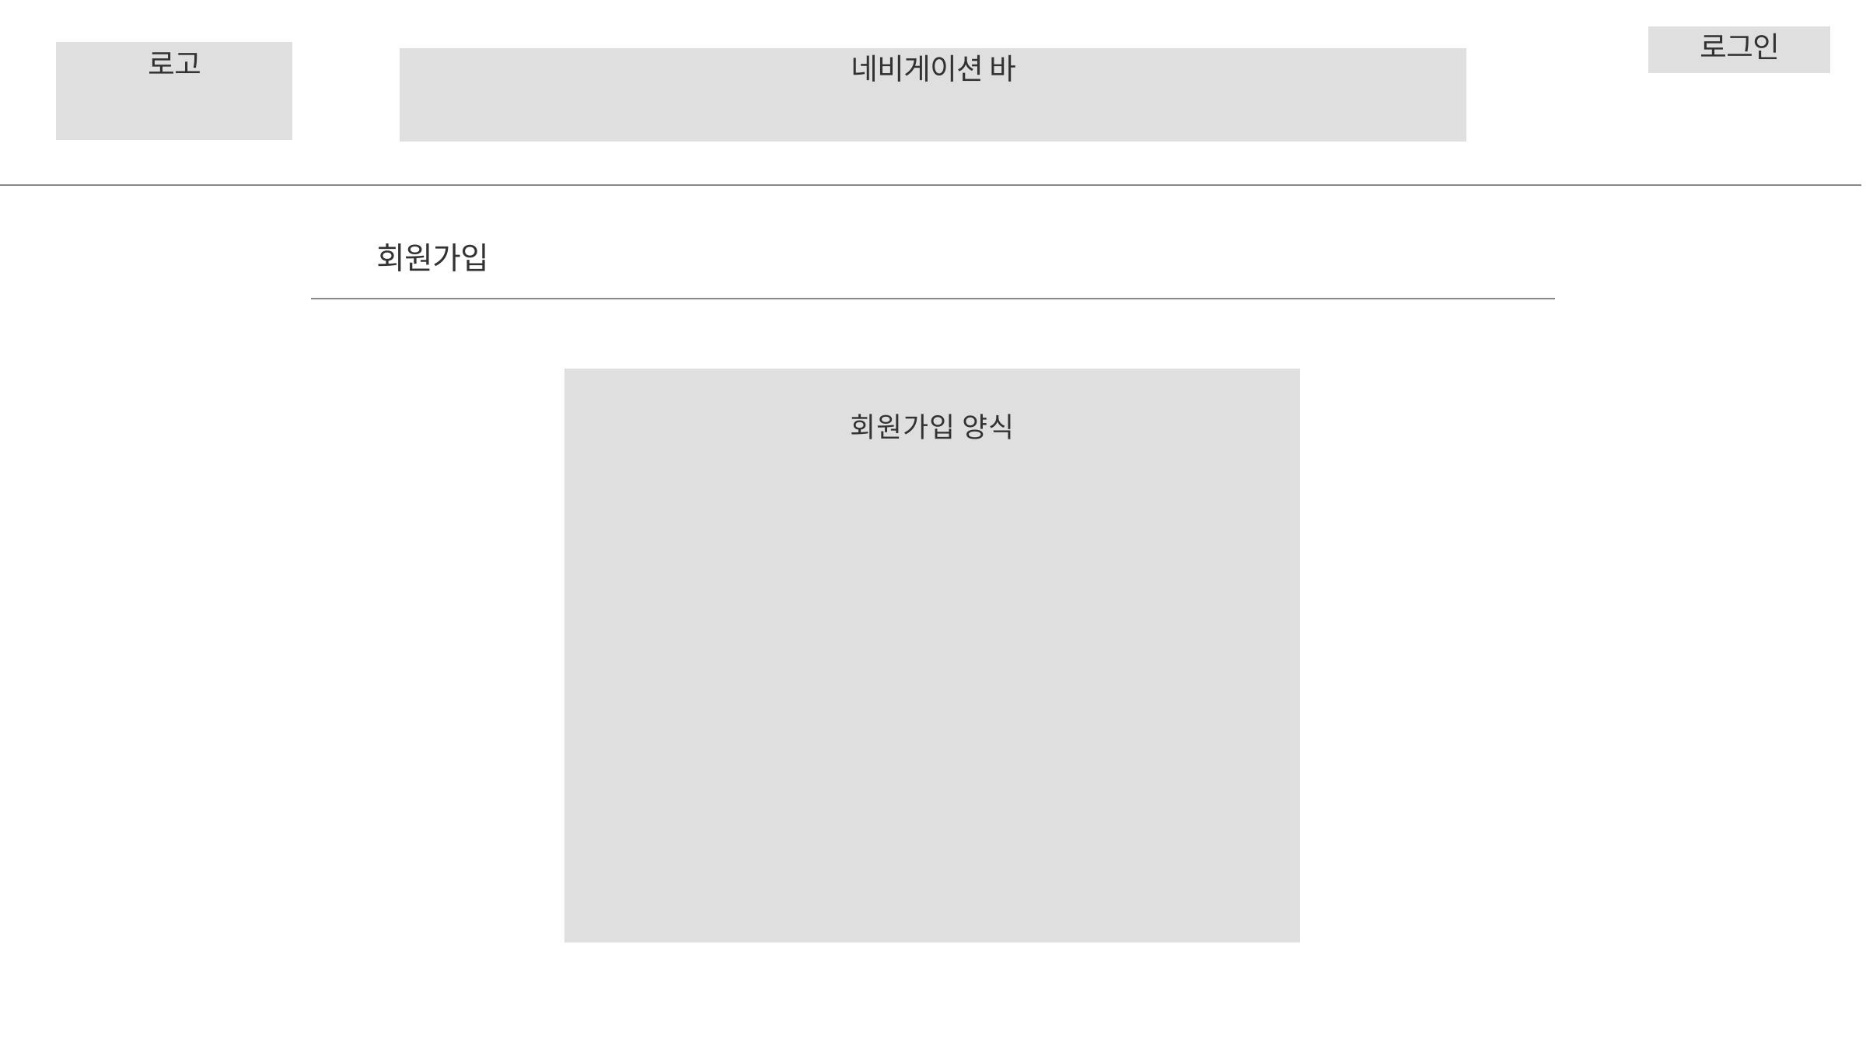 로고
네비게이션 바
로그인
회원가입
회원가입 양식